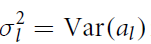 σ_l^2 = Var(a_l)